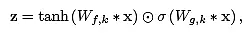 z = tanh (W_{f,k} * x) ⊙ σ (W_{g,k} * x) ,